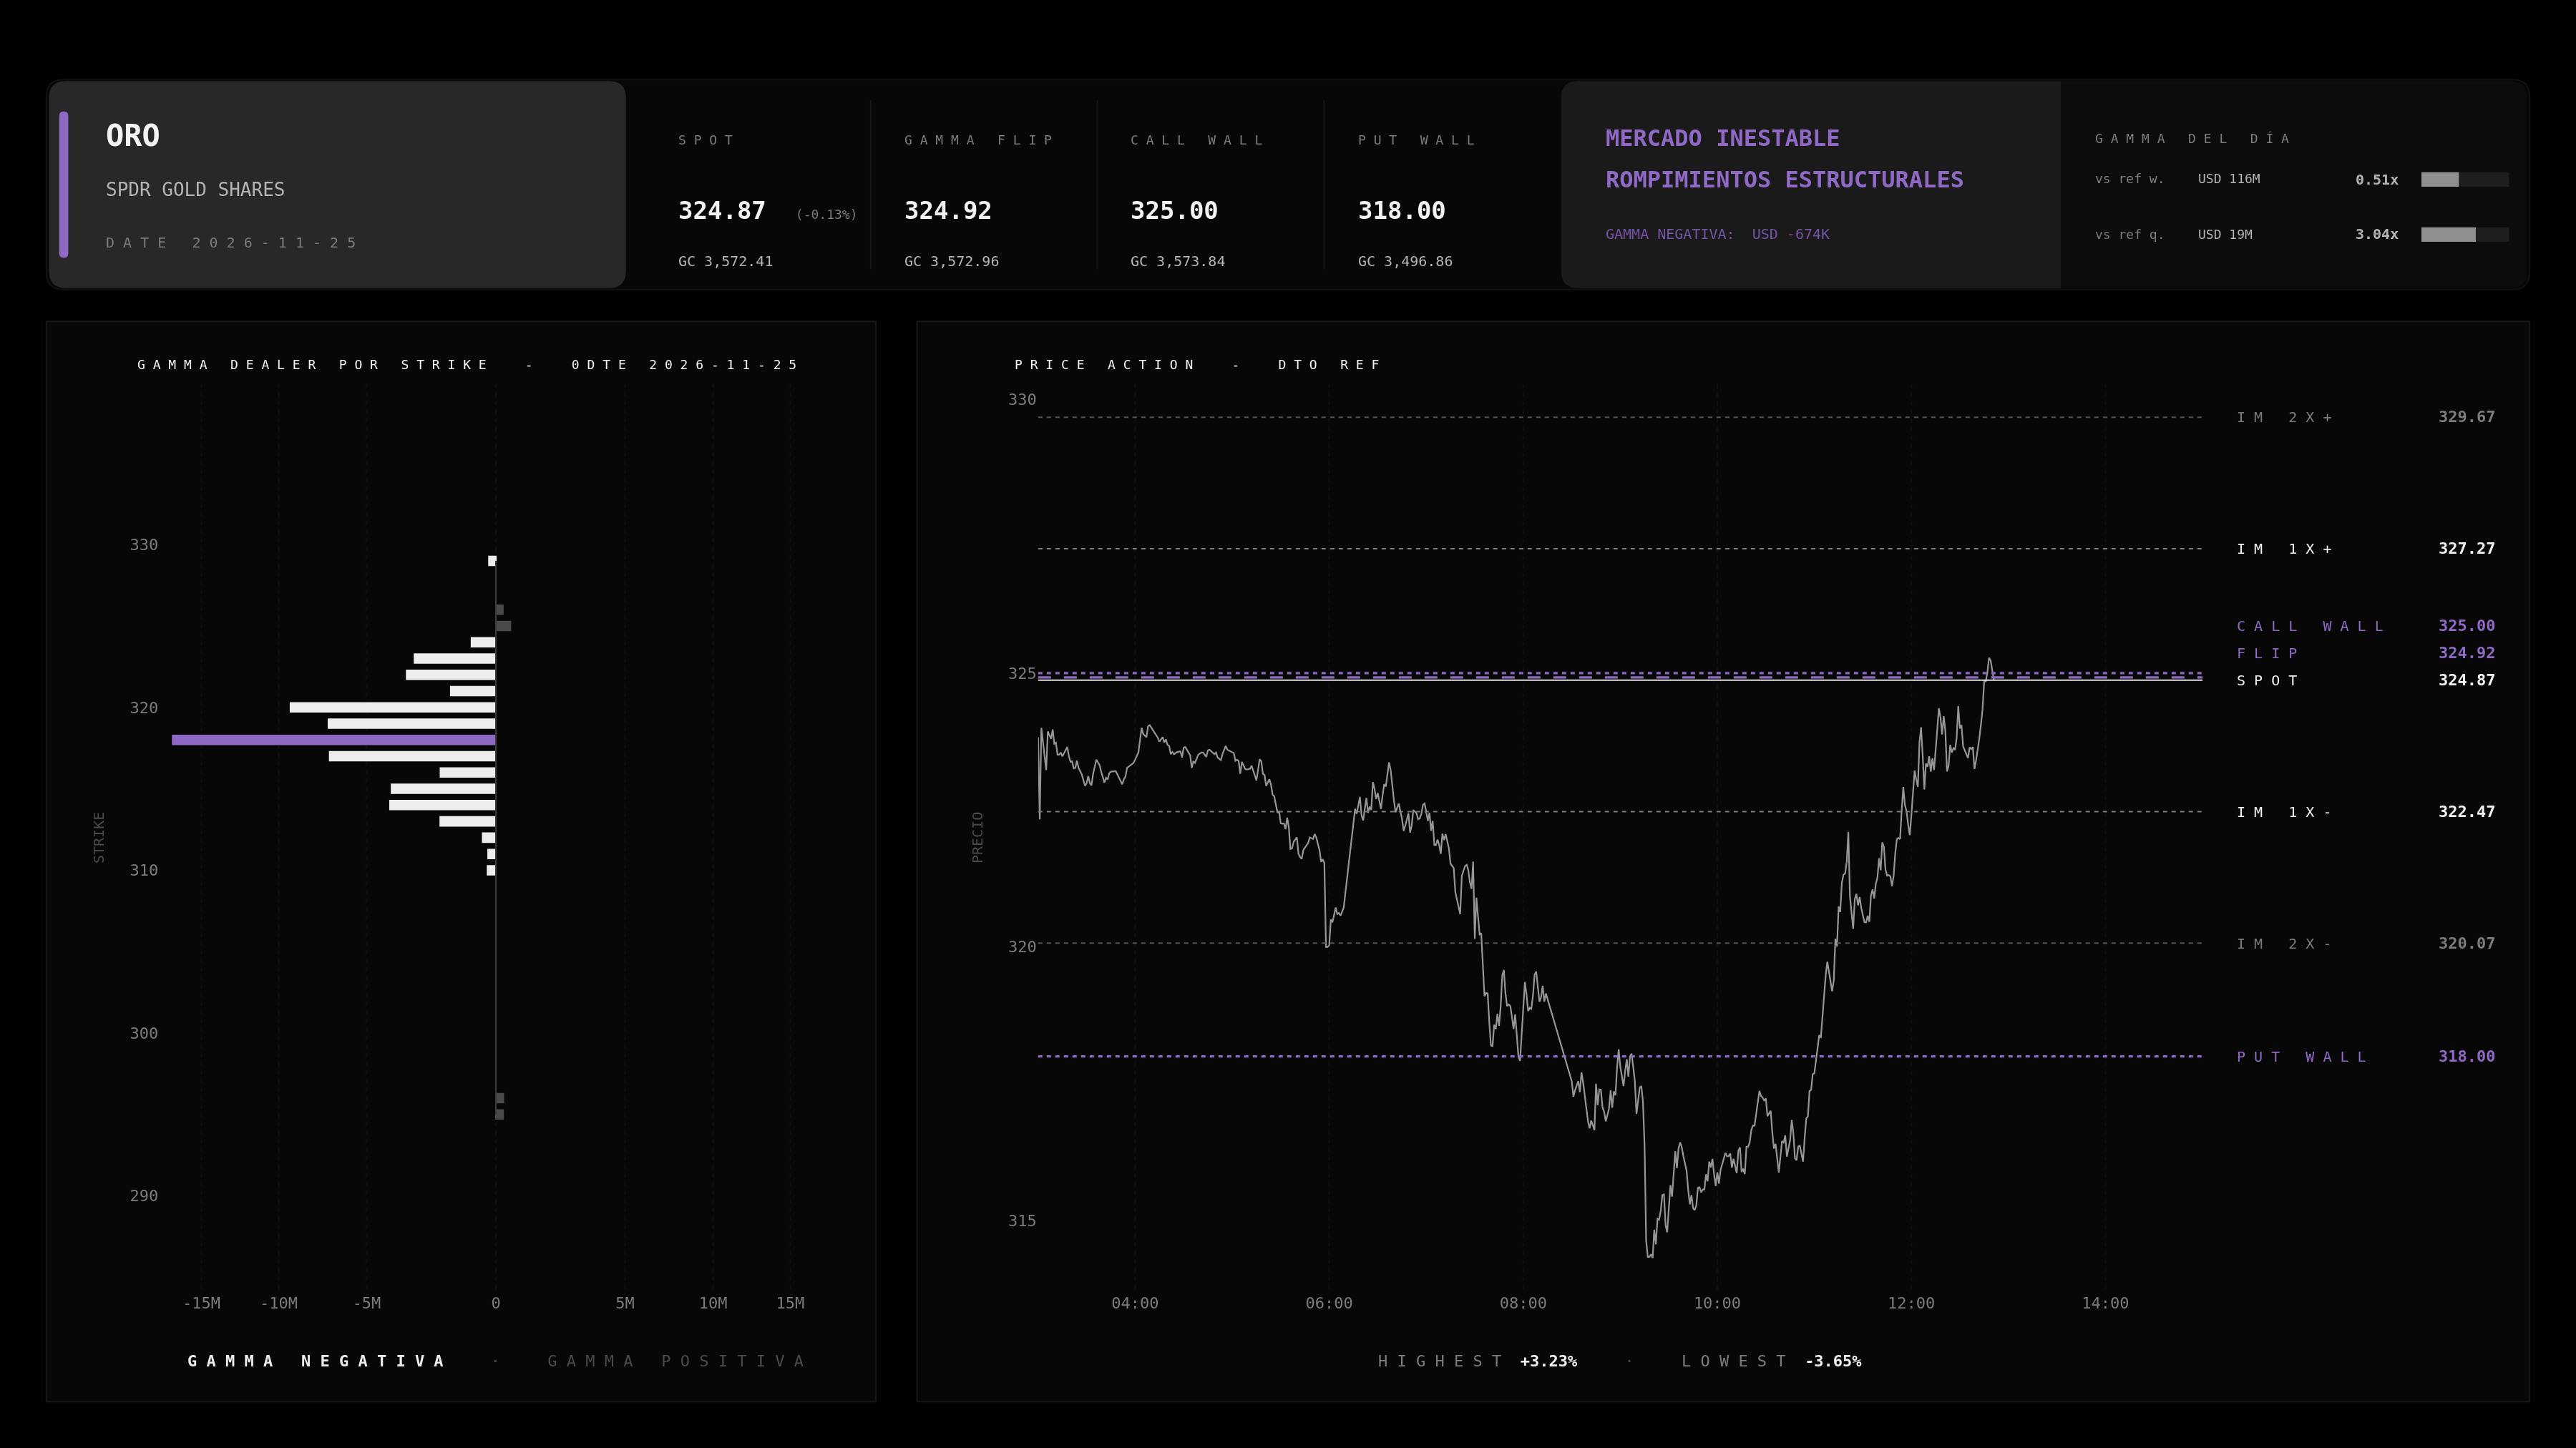 ORO
SPDR GOLD SHARES
DATE 2026-11-25
SPOT
324.87 (-0.13%)
GC 3,572.41
GAMMA FLIP
324.92
GC 3,572.96
CALL WALL
325.00
GC 3,573.84
PUT WALL
318.00
GC 3,496.86
MERCADO INESTABLE
ROMPIMIENTOS ESTRUCTURALES
GAMMA NEGATIVA: USD -674K
GAMMA DEL DÍA
vs ref w. USD 116M 0.51x
vs ref q. USD 19M 3.04x
GAMMA DEALER POR STRIKE - 0DTE 2026-11-25
STRIKE
330
320
310
300
290
-15M -10M -5M 0 5M 10M 15M
GAMMA NEGATIVA · GAMMA POSITIVA
PRICE ACTION - DTO REF
PRECIO
330
325
320
315
IM 2X+ 329.67
IM 1X+ 327.27
CALL WALL 325.00
FLIP 324.92
SPOT 324.87
IM 1X- 322.47
IM 2X- 320.07
PUT WALL 318.00
04:00 06:00 08:00 10:00 12:00 14:00
HIGHEST +3.23% · LOWEST -3.65%